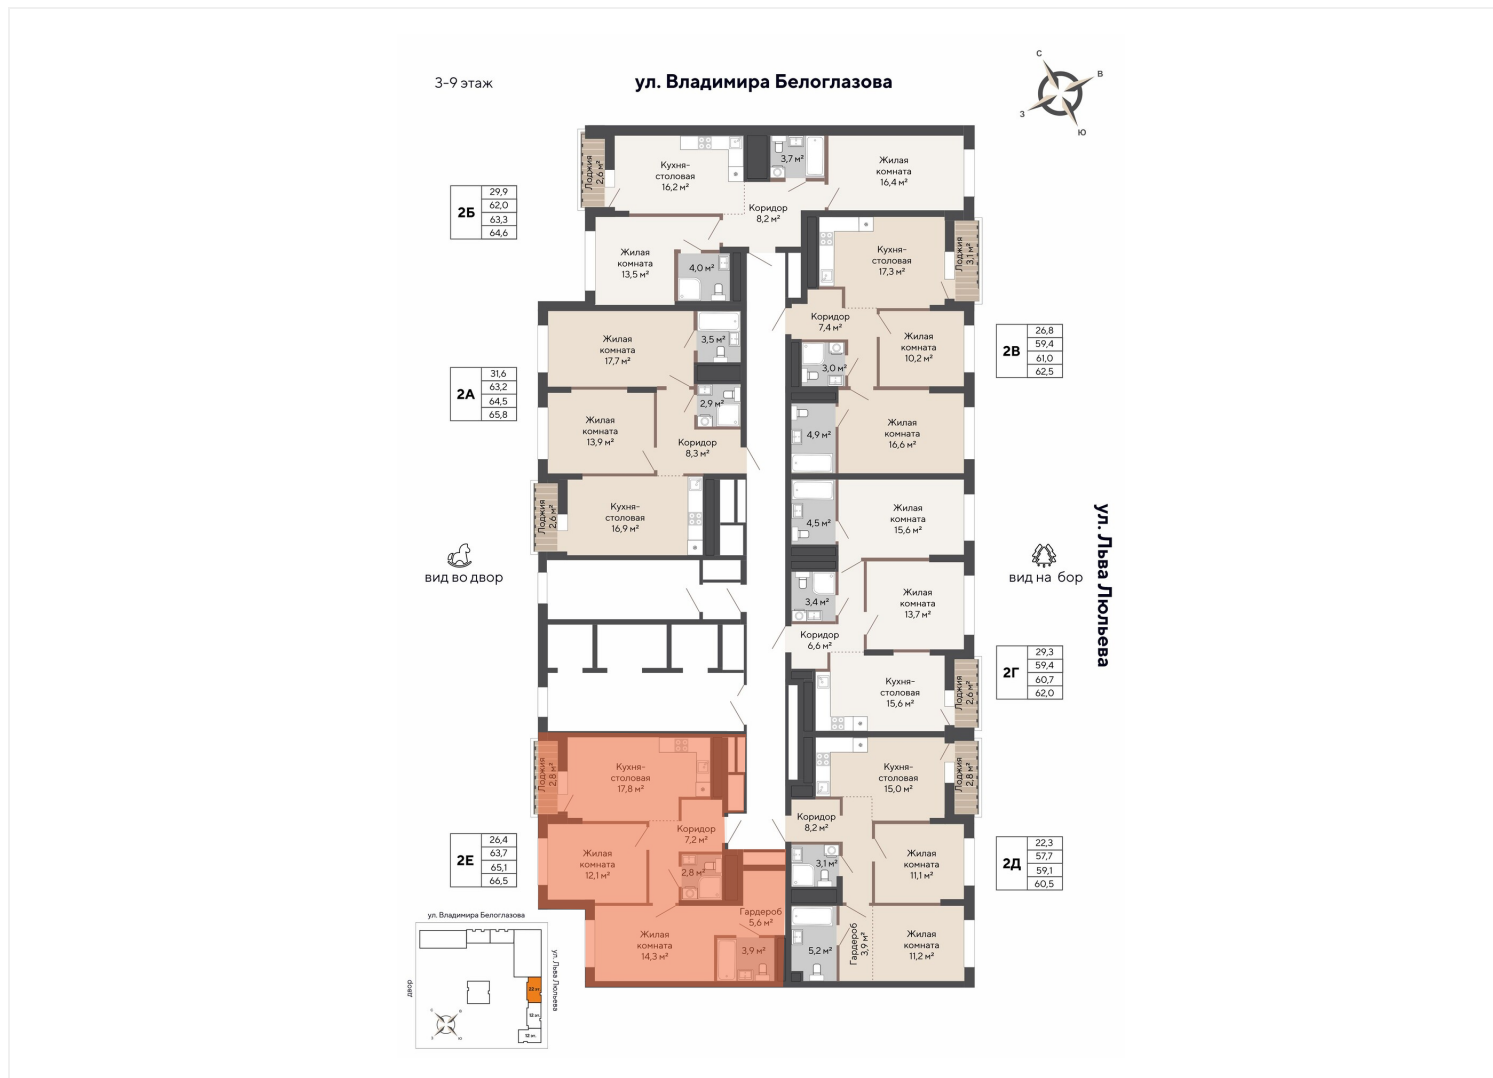 3-9 этаж
ул. Владимира Белоглазова
С
В
З
Ю
Лоджия
2,6 м²
Кухня-
столовая
16,2 м²
3,7 м²
Жилая
комната
16,4 м²
Коридор
8,2 м²
2Б
29,9
62,0
63,3
64,6
Жилая
комната
13,5 м²
4,0 м²
Кухня-
столовая
17,3 м²
Лоджия
3,1 м²
Коридор
7,4 м²
Жилая
комната
10,2 м²
3,0 м²
2В
26,8
59,4
61,0
62,5
Жилая
комната
17,7 м²
3,5 м²
2А
31,6
63,2
64,5
65,8
2,9 м²
Жилая
комната
13,9 м²
Коридор
8,3 м²
4,9 м²
Жилая
комната
16,6 м²
Лоджия
2,6 м²
Кухня-
столовая
16,9 м²
4,5 м²
Жилая
комната
15,6 м²
вид во двор
вид на бор
ул. Льва Люльева
3,4 м²
Жилая
комната
13,7 м²
Коридор
6,6 м²
2Г
29,3
59,4
60,7
62,0
Кухня-
столовая
15,6 м²
Лоджия
2,6 м²
Лоджия
2,8 м²
Кухня-
столовая
17,8 м²
Кухня-
столовая
15,0 м²
Лоджия
2,8 м²
Коридор
7,2 м²
Коридор
8,2 м²
2Е
26,4
63,7
65,1
66,5
Жилая
комната
12,1 м²
2,8 м²
3,1 м²
Жилая
комната
11,1 м²
2Д
22,3
57,7
59,1
60,5
Гардероб
5,6 м²
Жилая
комната
14,3 м²
3,9 м²
5,2 м²
Гардероб
3,9 м²
Жилая
комната
11,2 м²
ул. Владимира Белоглазова
ул. Льва Люльева
двор
22 эт.
12 эт.